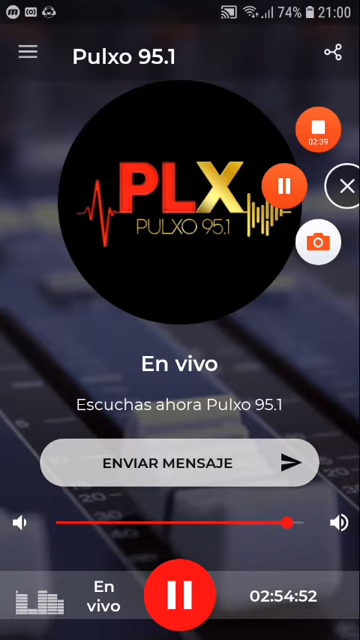 74% 21:00
Pulxo 95.1
02:39
PLX
PULXO 95.1
En vivo
Escuchas ahora Pulxo 95.1
ENVIAR MENSAJE
En
vivo
02:54:52